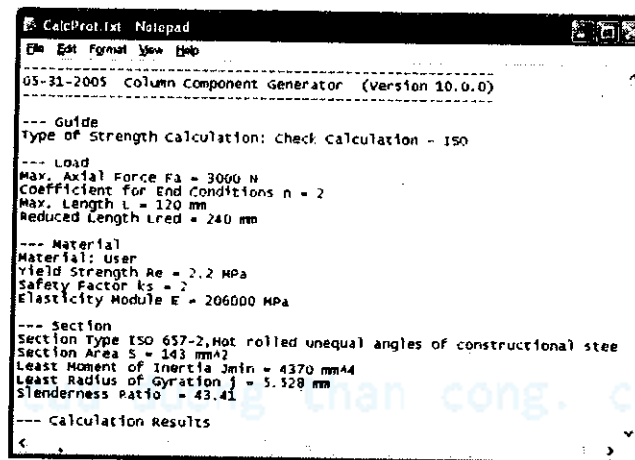 CalcProt.txt Notepad
File Edit Format View Help
05-31-2005 Column Component Generator (Version 10.0.0)
--- Guide
Type of Strength Calculation: Check Calculation - ISO
--- Load
Max. Axial Force Fa = 3000 N
Coefficient for End Conditions n = 2
Max. Length L = 120 mm
Reduced Length Lred = 240 mm
--- Material
Material: User
Yield Strength Re = 2.2 MPa
Safety Factor ks = 2
Elasticity Module E = 206000 MPa
--- Section
Section Type ISO 657-2,Hot rolled unequal angles of constructional stee
Section Area S = 143 mm^2
Least Moment of Inertia Jmin = 4370 mm^4
Least Radius of Gyration j = 5.528 mm
Slenderness Ratio = 43.41
than cong. c
--- Calculation Results